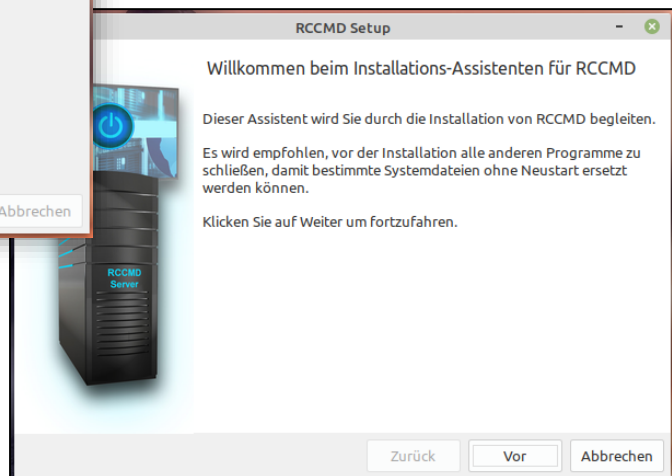 RCCMD Setup
Willkommen beim Installations-Assistenten für RCCMD
Dieser Assistent wird Sie durch die Installation von RCCMD begleiten.
Es wird empfohlen, vor der Installation alle anderen Programme zu
schließen, damit bestimmte Systemdateien ohne Neustart ersetzt
werden können.
Klicken Sie auf Weiter um fortzufahren.
Abbrechen
RCCMD
Server
Zurück
Vor
Abbrechen